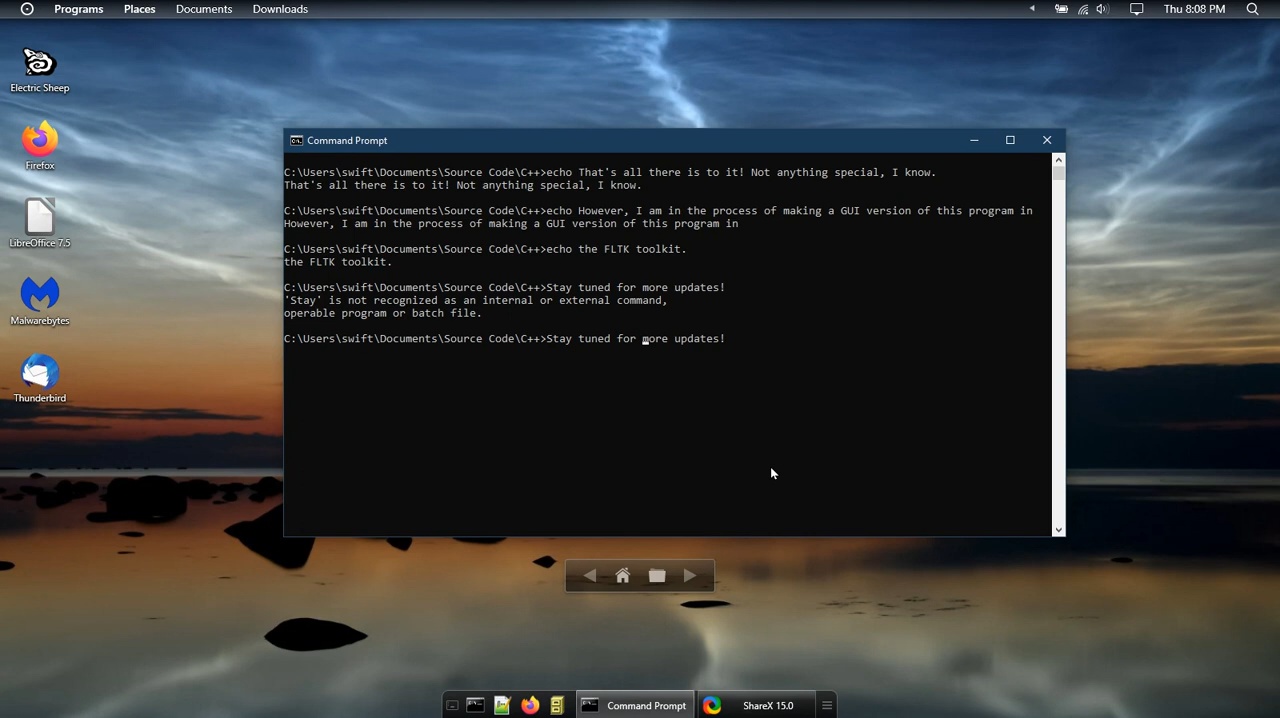 Programs Places Documents Downloads Thu 8:08 PM
Electric Sheep
Firefox
LibreOffice 7.5
Malwarebytes
Thunderbird
Command Prompt
C:\Users\swift\Documents\Source Code\C++>echo That's all there is to it! Not anything special, I know.
That's all there is to it! Not anything special, I know.
C:\Users\swift\Documents\Source Code\C++>echo However, I am in the process of making a GUI version of this program in
However, I am in the process of making a GUI version of this program in
C:\Users\swift\Documents\Source Code\C++>echo the FLTK toolkit.
the FLTK toolkit.
C:\Users\swift\Documents\Source Code\C++>Stay tuned for more updates!
'Stay' is not recognized as an internal or external command,
operable program or batch file.
C:\Users\swift\Documents\Source Code\C++>Stay tuned for more updates!
Command Prompt ShareX 15.0